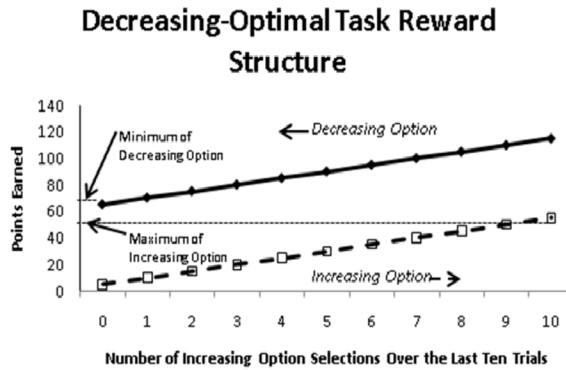 Decreasing-Optimal Task Reward
Structure
Points Earned
140
120
100
80
60
40
20
0
Minimum of
Decreasing Option
Decreasing Option
Maximum of
Increasing Option
Increasing Option
0 1 2 3 4 5 6 7 8 9 10
Number of Increasing Option Selections Over the Last Ten Trials